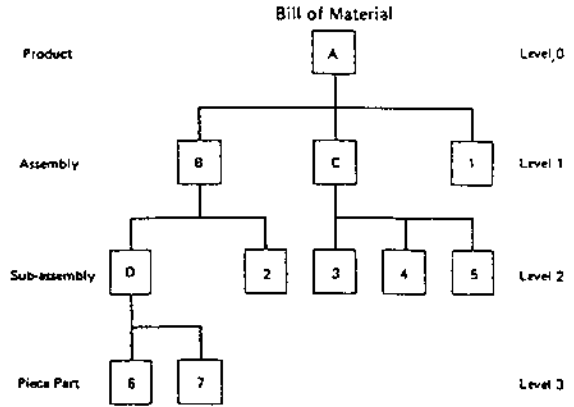 Bill of Material
Product A Level 0
Assembly B C 1 Level 1
Sub-assembly D 2 3 4 5 Level 2
Piece Part 6 7 Level 3